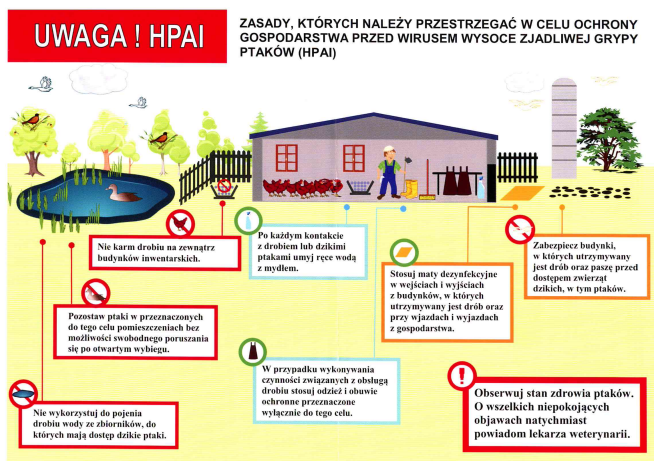 UWAGA ! HPAI
ZASADY, KTÓRYCH NALEŻY PRZESTRZEGAĆ W CELU OCHRONY
GOSPODARSTWA PRZED WIRUSEM WYSOCE ZJADLIWEJ GRYPY
PTAKÓW (HPAI)
Nie karm drobiu na zewnątrz
budynków inwentarskich.
Po każdym kontakcie
z drobiem lub dzikimi
ptakami umyj ręce wodą
z mydłem.
Stosuj maty dezynfekcyjne
w wejściach i wyjściach
z budynków, w których
utrzymywany jest drób oraz
przy wjazdach i wyjazdach
z gospodarstwa.
Zabezpiecz budynki,
w których utrzymywany
jest drób oraz paszę przed
dostępem zwierząt
dzikich, w tym ptaków.
Pozostaw ptaki w przeznaczonych
do tego celu pomieszczeniach bez
możliwości swobodnego poruszania
się po otwartym wybiegu.
W przypadku wykonywania
czynności związanych z obsługą
drobiu stosuj odzież i obuwie
ochronne przeznaczone
wyłącznie do tego celu.
Nie wykorzystuj do pojenia
drobiu wody ze zbiorników, do
których mają dostęp dzikie ptaki.
Obserwuj stan zdrowia ptaków.
O wszelkich niepokojących
objawach natychmiast
powiadom lekarza weterynarii.